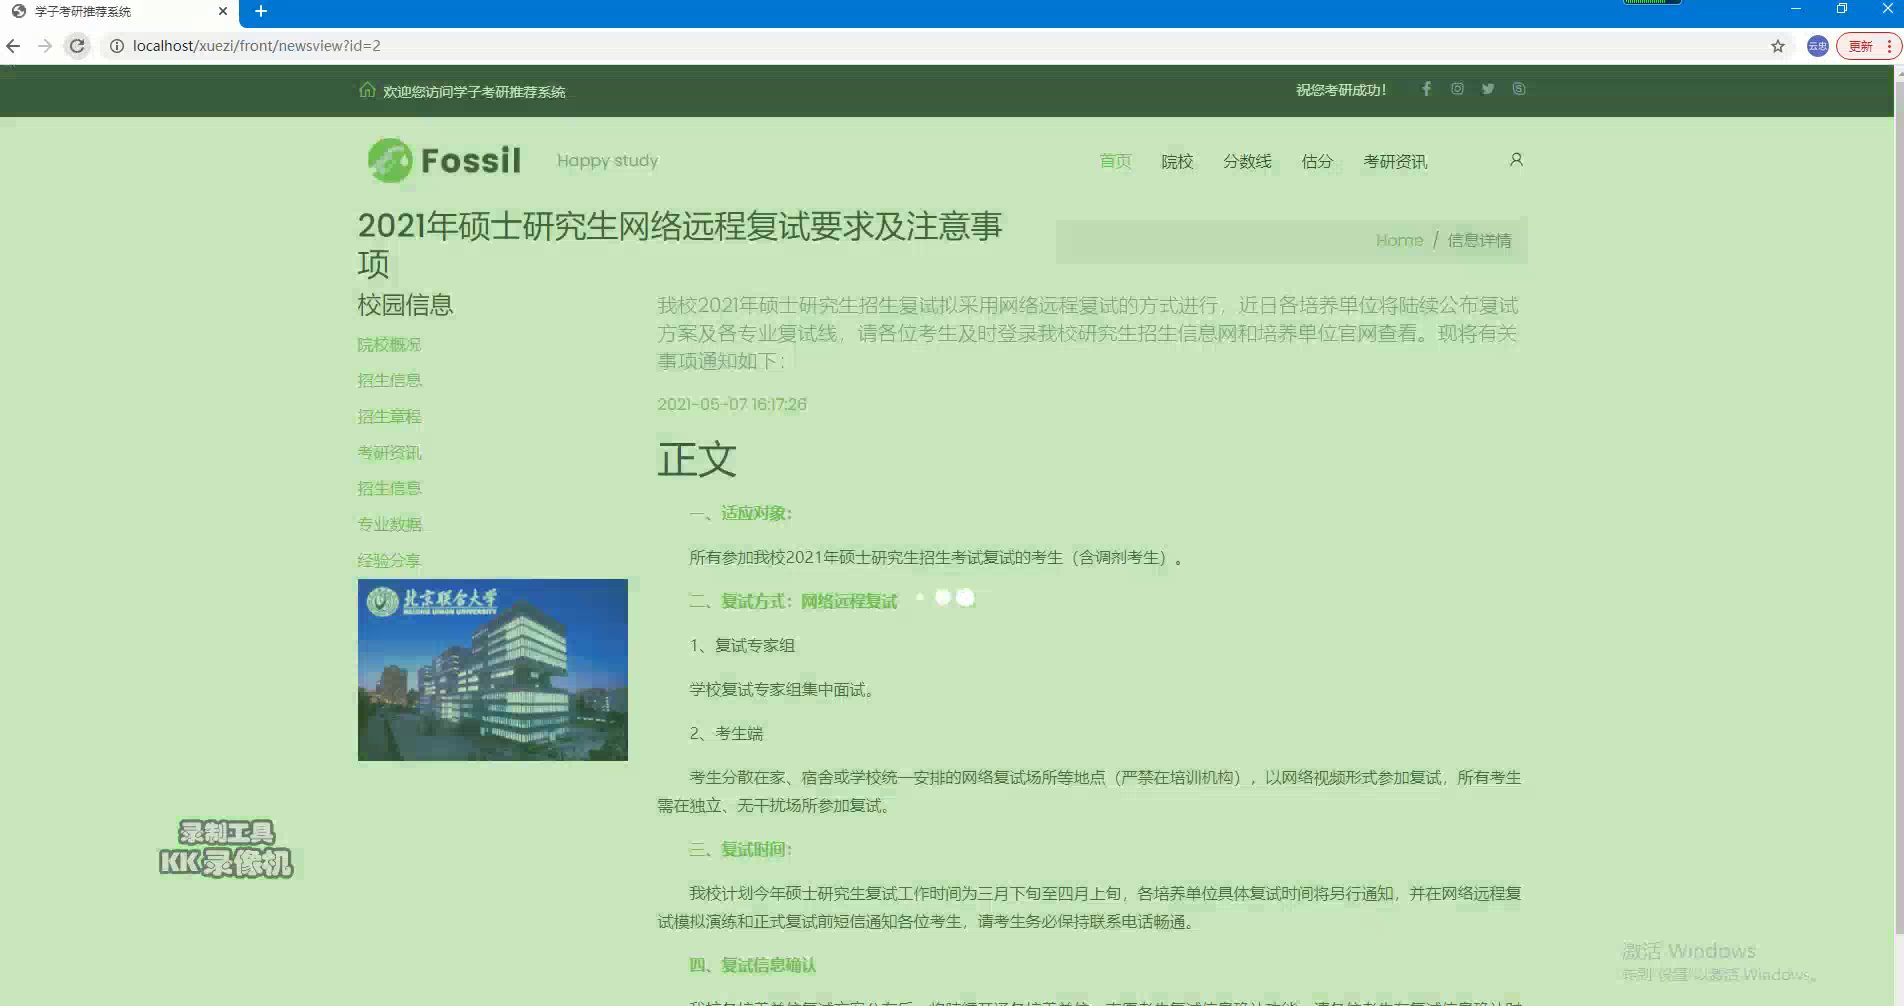 学子考研推荐系统
localhost/xuezi/front/newsview?id=2
云忠
更新
欢迎您访问学子考研推荐系统
祝您考研成功！
Fossil
Happy study
首页 院校 分数线 估分 考研资讯
2021年硕士研究生网络远程复试要求及注意事
项
Home / 信息详情
校园信息
院校概况
招生信息
招生章程
考研资讯
招生信息
专业数据
经验分享
北京联合大学
BEIJING UNION UNIVERSITY
我校2021年硕士研究生招生复试拟采用网络远程复试的方式进行，近日各培养单位将陆续公布复试
方案及各专业复试线，请各位考生及时登录我校研究生招生信息网和培养单位官网查看。现将有关
事项通知如下：
2021-05-07 16:17:26
正文
一、适应对象：
所有参加我校2021年硕士研究生招生考试复试的考生（含调剂考生）。
二、复试方式：网络远程复试
1、复试专家组
学校复试专家组集中面试。
2、考生端
考生分散在家、宿舍或学校统一安排的网络复试场所等地点（严禁在培训机构），以网络视频形式参加复试，所有考生
需在独立、无干扰场所参加复试。
三、复试时间：
我校计划今年硕士研究生复试工作时间为三月下旬至四月上旬，各培养单位具体复试时间将另行通知，并在网络远程复
试模拟演练和正式复试前短信通知各位考生，请考生务必保持联系电话畅通。
四、复试信息确认
录制工具
KK录像机
激活 Windows
转到"设置"以激活 Windows。